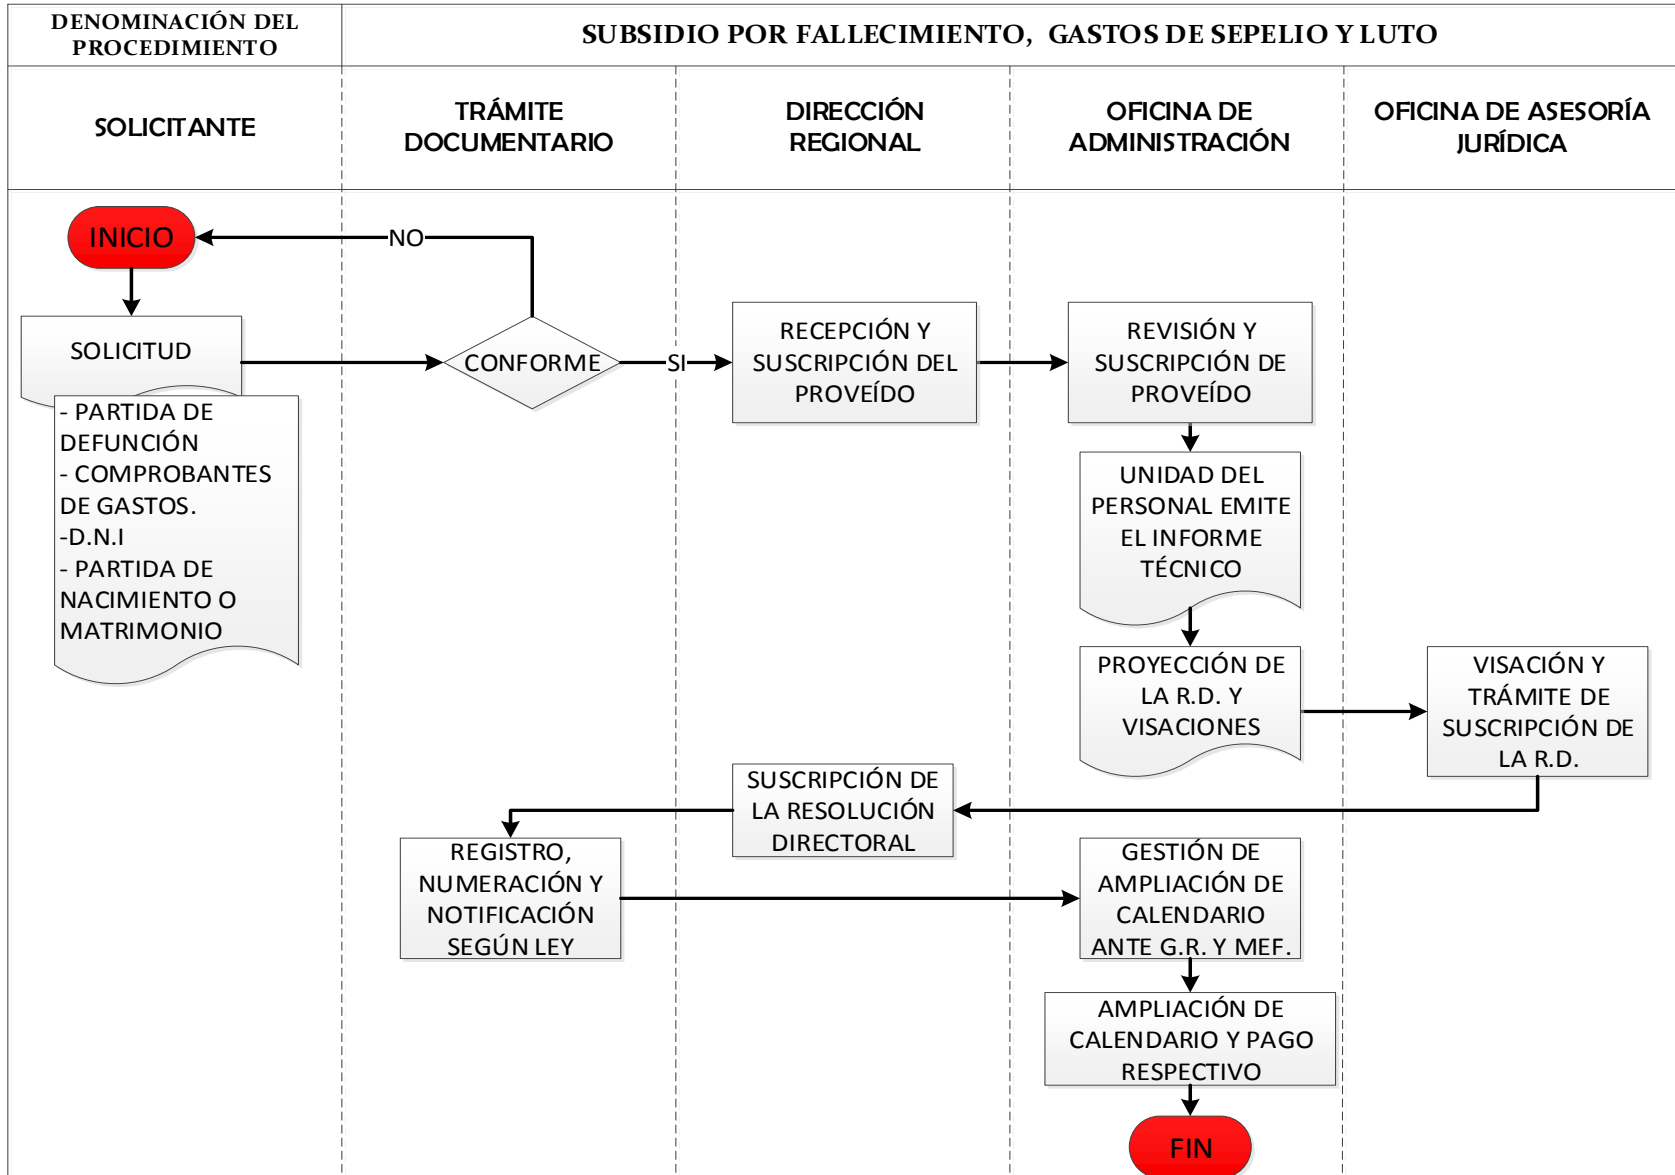 DENOMINACIÓN DEL
PROCEDIMIENTO
SUBSIDIO POR FALLECIMIENTO, GASTOS DE SEPELIO Y LUTO
SOLICITANTE
TRÁMITE
DOCUMENTARIO
DIRECCIÓN
REGIONAL
OFICINA DE
ADMINISTRACIÓN
OFICINA DE ASESORÍA
JURÍDICA
INICIO
NO
SOLICITUD
- PARTIDA DE
DEFUNCIÓN
- COMPROBANTES
DE GASTOS.
-D.N.I
- PARTIDA DE
NACIMIENTO O
MATRIMONIO
CONFORME
SI
RECEPCIÓN Y
SUSCRIPCIÓN DEL
PROVEÍDO
REVISIÓN Y
SUSCRIPCIÓN DE
PROVEÍDO
UNIDAD DEL
PERSONAL EMITE
EL INFORME
TÉCNICO
PROYECCIÓN DE
LA R.D. Y
VISACIONES
VISACIÓN Y
TRÁMITE DE
SUSCRIPCIÓN DE
LA R.D.
SUSCRIPCIÓN DE
LA RESOLUCIÓN
DIRECTORAL
REGISTRO,
NUMERACIÓN Y
NOTIFICACIÓN
SEGÚN LEY
GESTIÓN DE
AMPLIACIÓN DE
CALENDARIO
ANTE G.R. Y MEF.
AMPLIACIÓN DE
CALENDARIO Y PAGO
RESPECTIVO
FIN